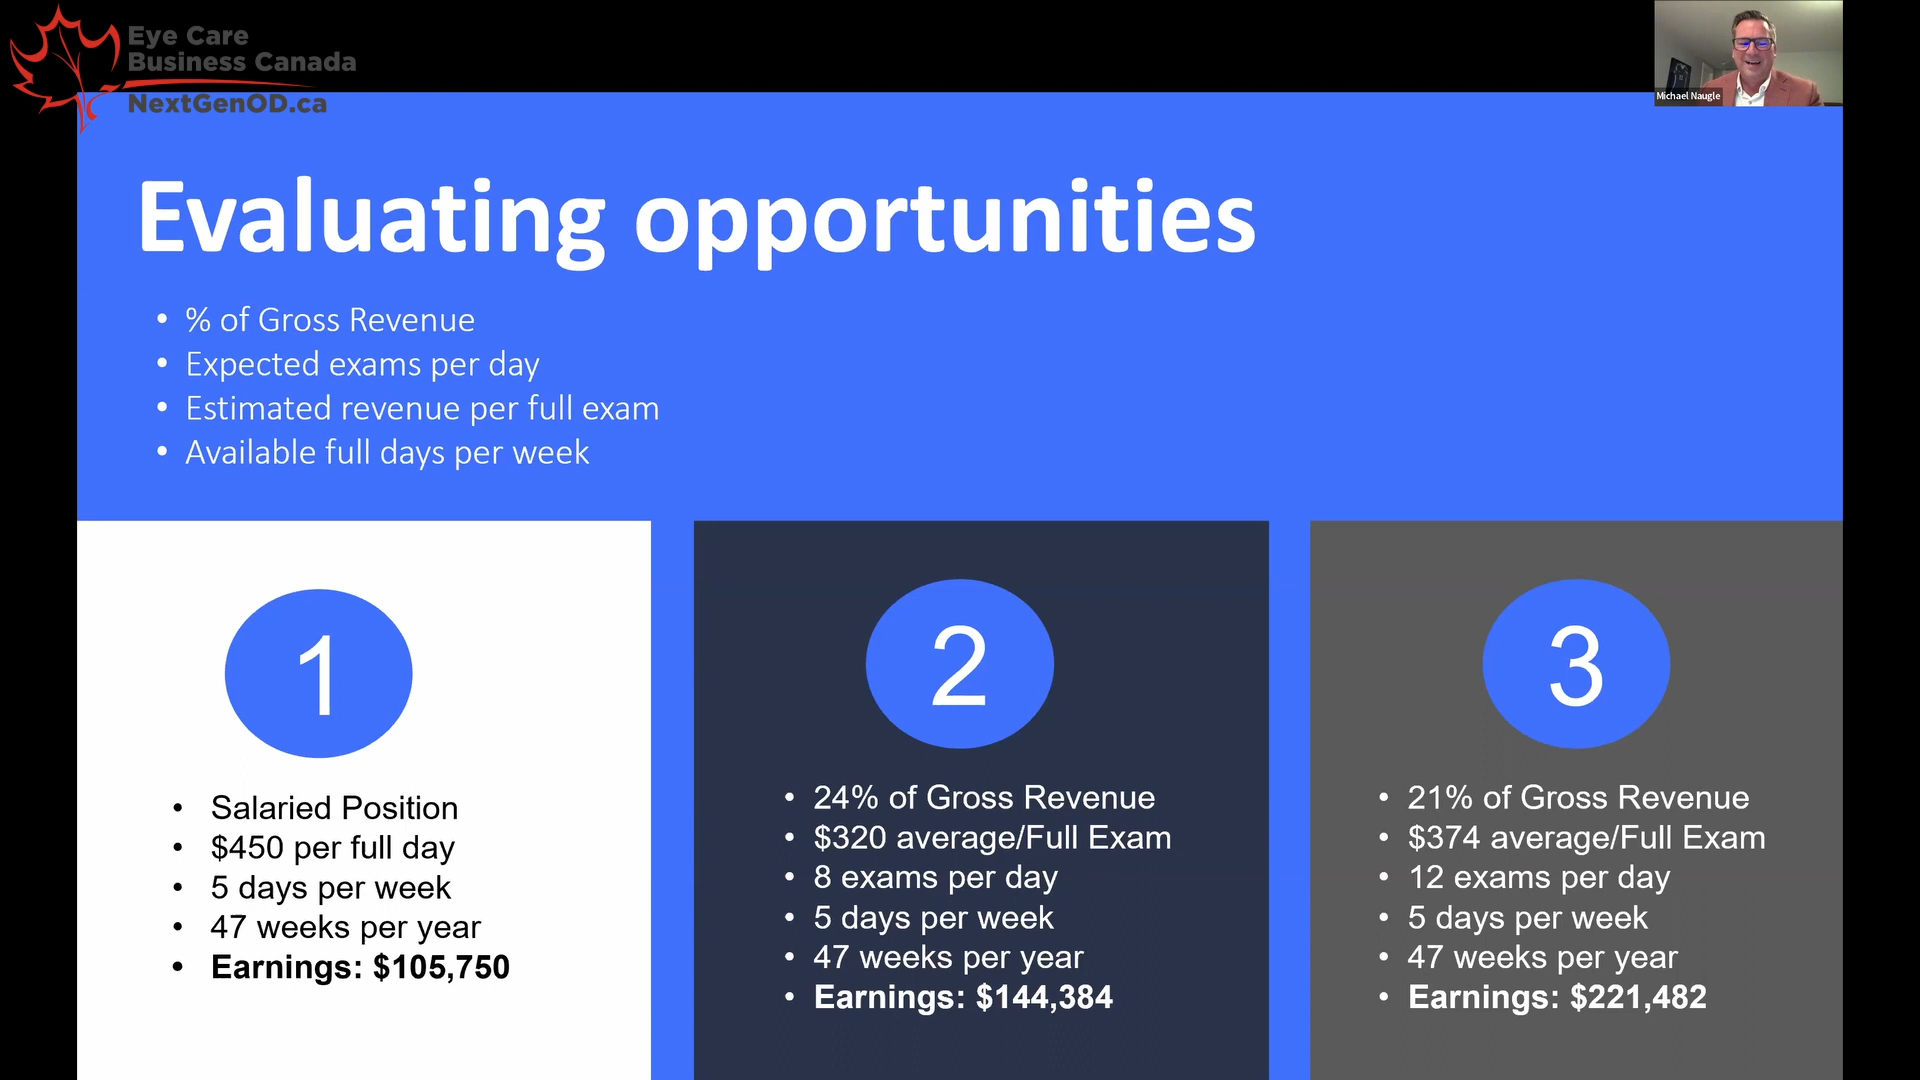 Eye Care
Business Canada
NextGenOD.ca
Michael Naugle
Evaluating opportunities
• % of Gross Revenue
• Expected exams per day
• Estimated revenue per full exam
• Available full days per week
1
• Salaried Position
• $450 per full day
• 5 days per week
• 47 weeks per year
• Earnings: $105,750
2
• 24% of Gross Revenue
• $320 average/Full Exam
• 8 exams per day
• 5 days per week
• 47 weeks per year
• Earnings: $144,384
3
• 21% of Gross Revenue
• $374 average/Full Exam
• 12 exams per day
• 5 days per week
• 47 weeks per year
• Earnings: $221,482